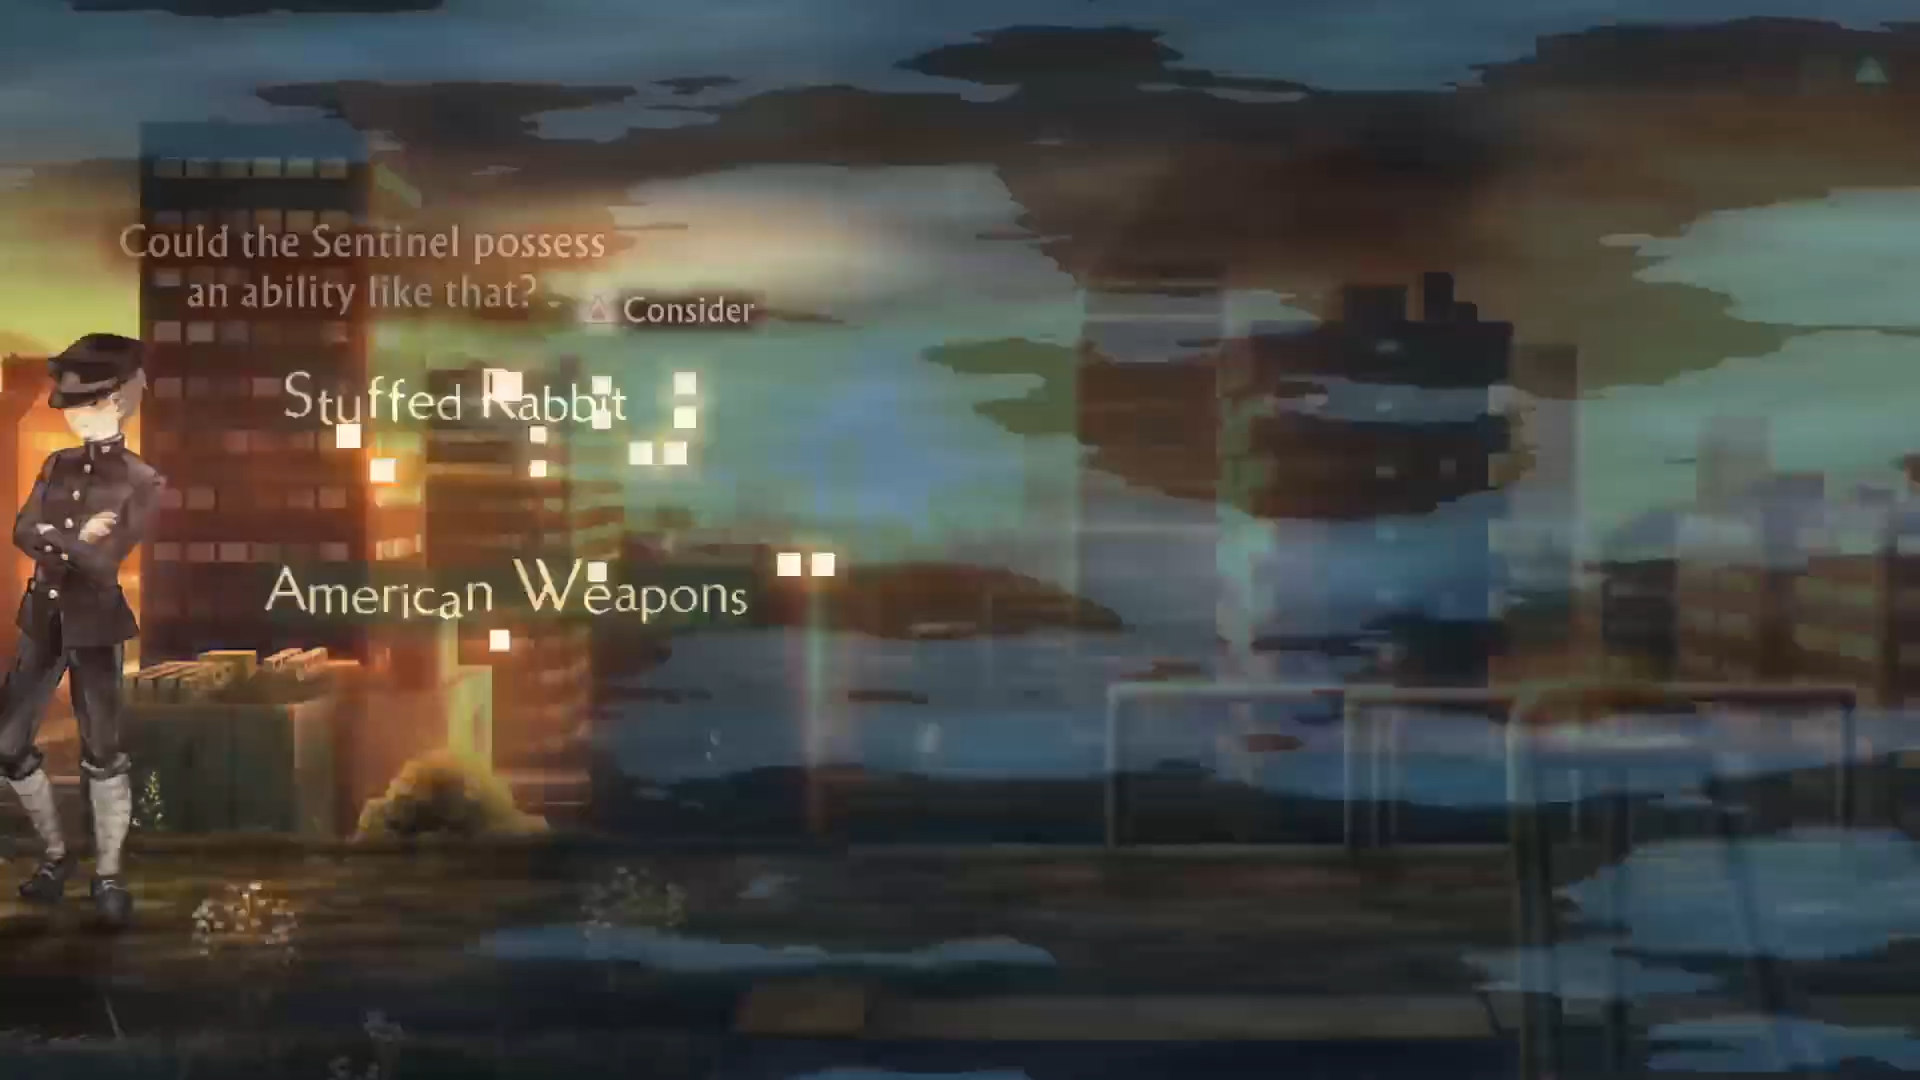 Could the Sentinel possess
an ability like that?
Consider
Stuffed Rabbit
American Weapons